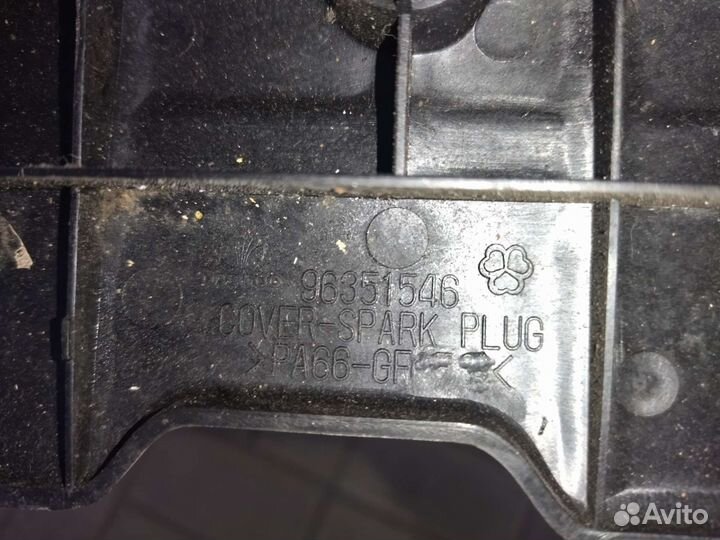 96351546
COVER-SPARK PLUG
>PA66-GF
<
Avito